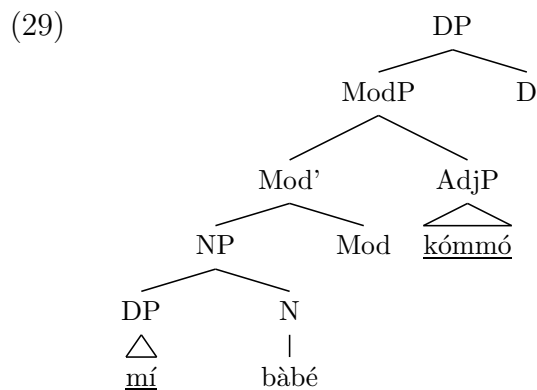 (29) DP
ModP D
Mod' AdjP
NP Mod kómmó
DP N
mí bàbé